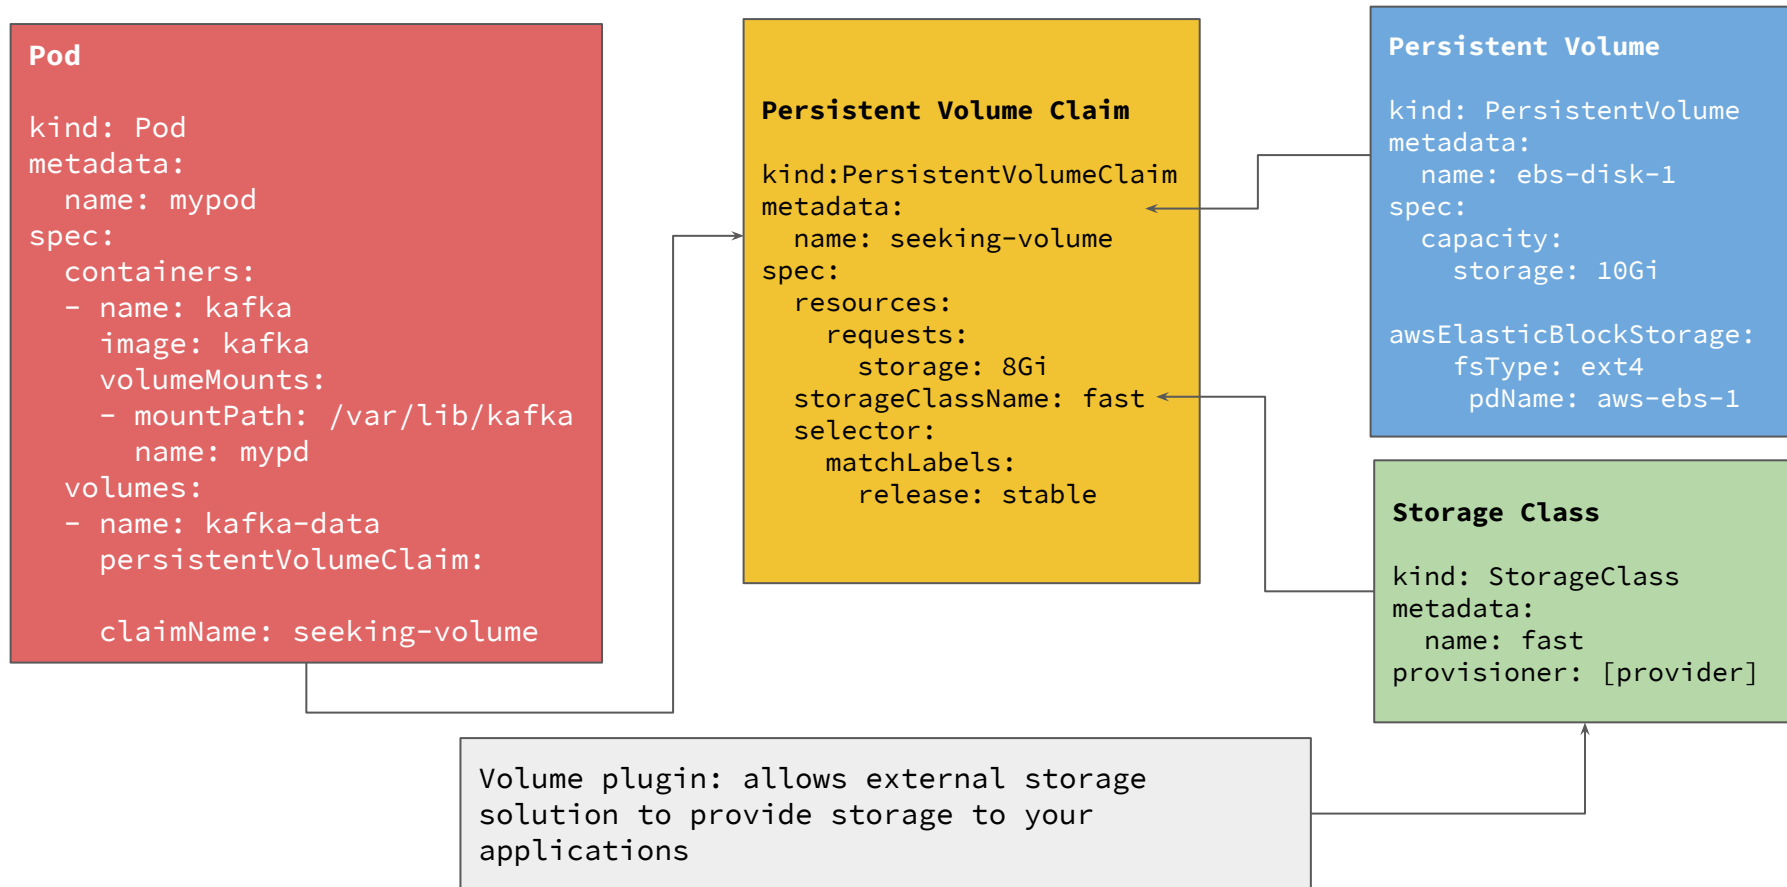 Pod
kind: Pod
metadata:
  name: mypod
spec:
  containers:
  - name: kafka
    image: kafka
    volumeMounts:
    - mountPath: /var/lib/kafka
      name: mypd
  volumes:
  - name: kafka-data
    persistentVolumeClaim:
    claimName: seeking-volume
Persistent Volume Claim
kind:PersistentVolumeClaim
metadata:
  name: seeking-volume
spec:
  resources:
    requests:
      storage: 8Gi
  storageClassName: fast
  selector:
    matchLabels:
      release: stable
Persistent Volume
kind: PersistentVolume
metadata:
  name: ebs-disk-1
spec:
  capacity:
    storage: 10Gi
awsElasticBlockStorage:
    fsType: ext4
     pdName: aws-ebs-1
Storage Class
kind: StorageClass
metadata:
  name: fast
provisioner: [provider]
Volume plugin: allows external storage
solution to provide storage to your
applications